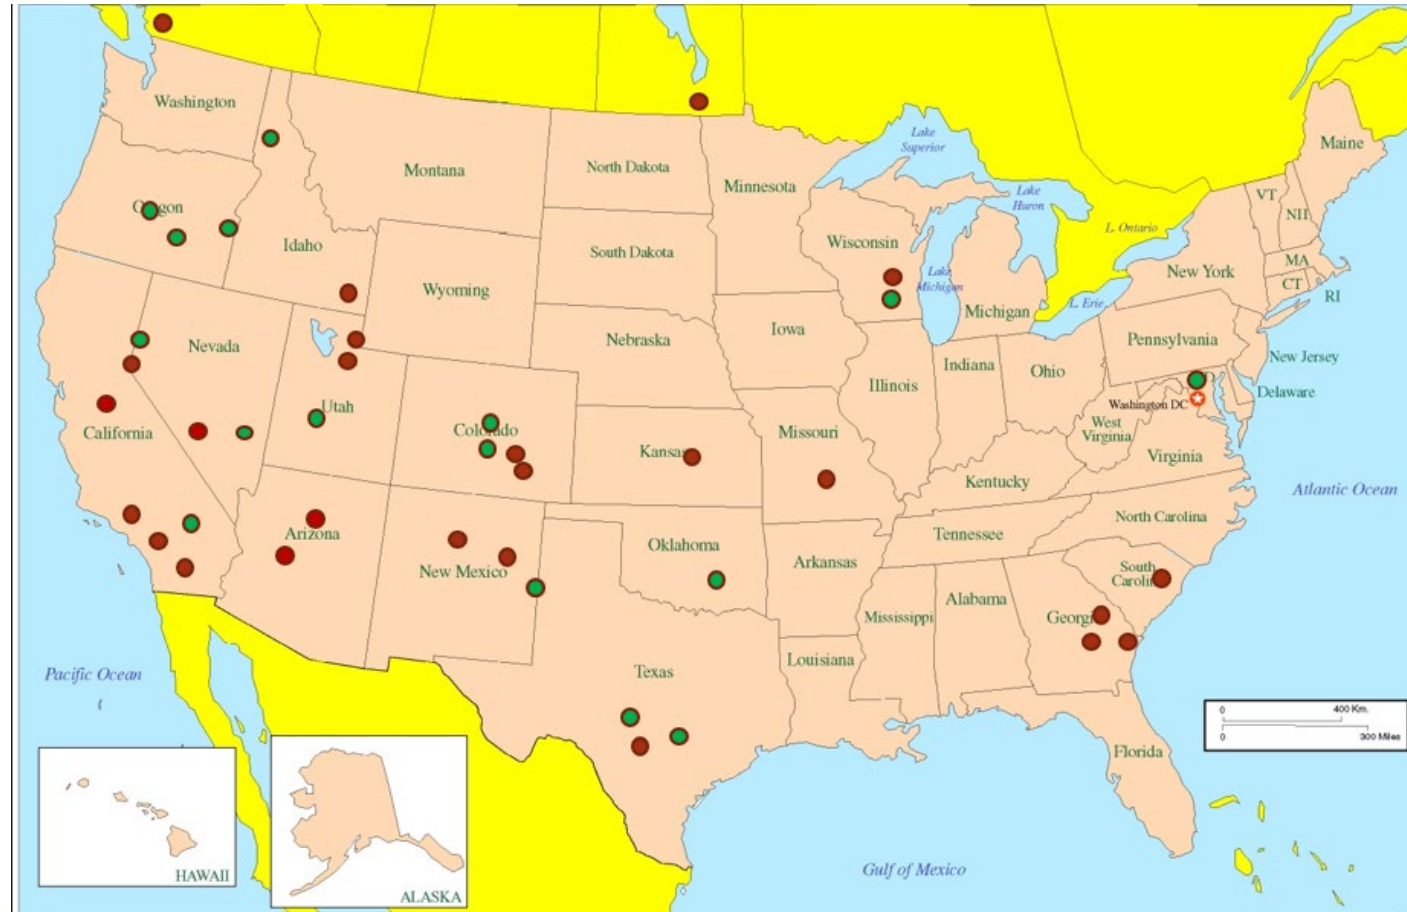 Washington
Montana
North Dakota
Minnesota
Lake
Superior
Maine
Lake
Huron
VT
NH
L. Ontario
Oregon
Idaho
South Dakota
Wisconsin
New York
MA
CT
RI
Wyoming
Lake
Michigan
L. Erie
Michigan
Nevada
Nebraska
Iowa
Pennsylvania
New Jersey
Indiana
Ohio
Illinois
Delaware
Washington DC
Utah
California
Colorado
Kansas
Missouri
West
Virginia
Virginia
Kentucky
Atlantic Ocean
North Carolina
Arizona
New Mexico
Oklahoma
Arkansas
Tennessee
South
Carolina
Mississippi
Alabama
Georgia
Pacific Ocean
Texas
Louisiana
0 400 Km.
0 300 Miles
Florida
Gulf of Mexico
HAWAII
ALASKA